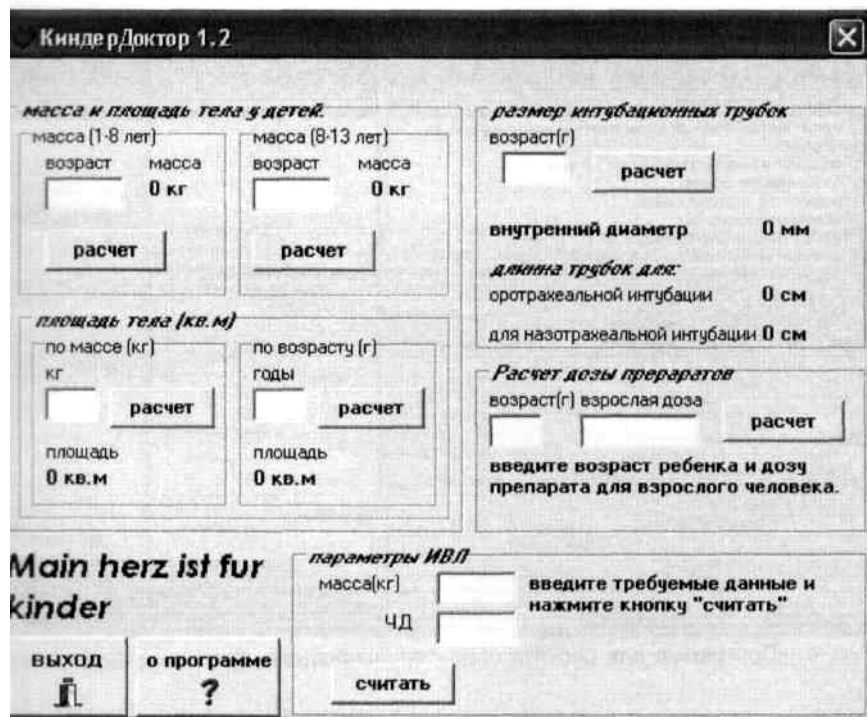 КиндерДоктор 1.2
масса и площадь тела у детей.
масса (1-8 лет)
возраст масса
0 кг
расчет
масса (8-13 лет)
возраст масса
0 кг
расчет
площадь тела (кв.м)
по массе (кг)
кг
расчет
площадь
0 кв.м
по возрасту (г)
годы
расчет
площадь
0 кв.м
размер интубационных трубок
возраст(г)
расчет
внутренний диаметр 0 мм
длинна трубок для:
оротрахеальной интубации 0 см
для назотрахеальной интубации 0 см
Расчет дозы прераратов
возраст(г) взрослая доза
расчет
введите возраст ребенка и дозу
препарата для взрослого человека.
Main herz ist fur
kinder
выход
о программе
?
параметры ИВЛ
масса(кг)
ЧД
введите требуемые данные и
нажмите кнопку "считать"
считать